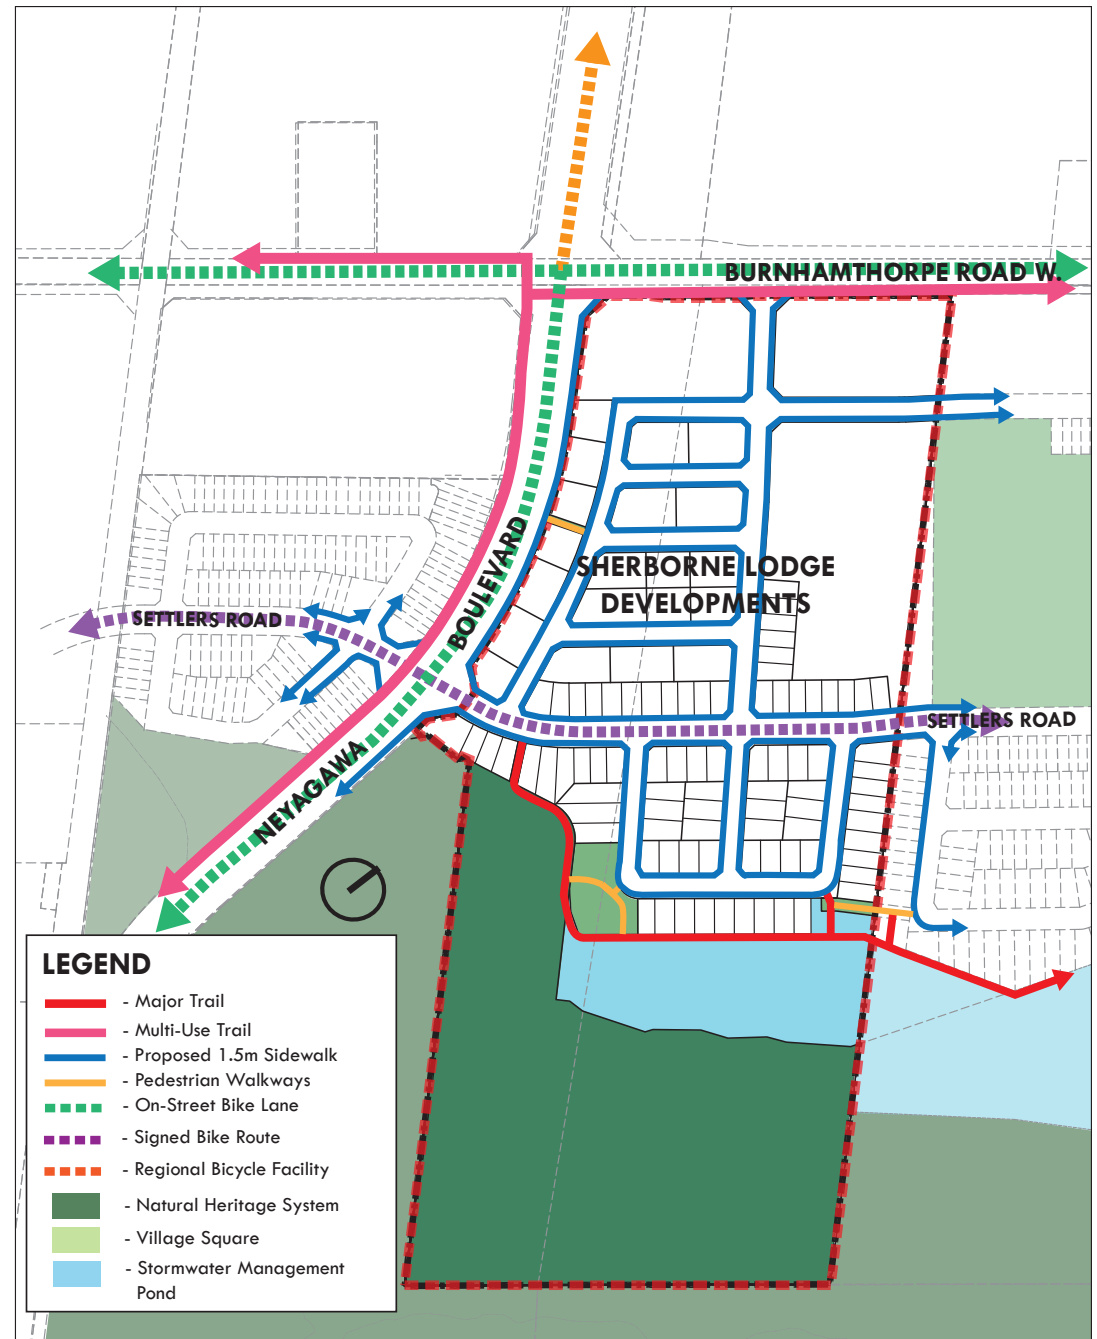 BURNHAMTHORPE ROAD W.
SHERBORNE LODGE
DEVELOPMENTS
BOULEVARD
SETTLERS ROAD
SETTLERS ROAD
NEYAGAWA
LEGEND
- Major Trail
- Multi-Use Trail
- Proposed 1.5m Sidewalk
- Pedestrian Walkways
- On-Street Bike Lane
- Signed Bike Route
- Regional Bicycle Facility
- Natural Heritage System
- Village Square
- Stormwater Management
Pond